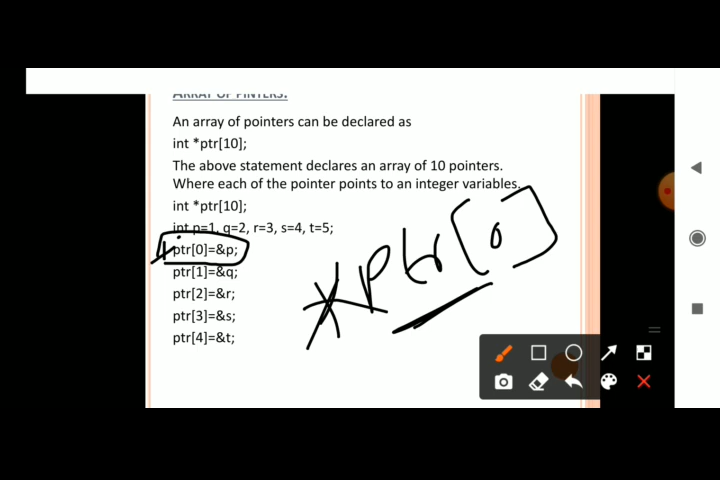 ARRAY OF PINTERS:
An array of pointers can be declared as
int *ptr[10];
The above statement declares an array of 10 pointers.
Where each of the pointer points to an integer variables.
int *ptr[10];
int p=1, q=2, r=3, s=4, t=5;
ptr[0]=&p;
ptr[1]=&q;
ptr[2]=&r;
ptr[3]=&s;
ptr[4]=&t;
*ptr[0]